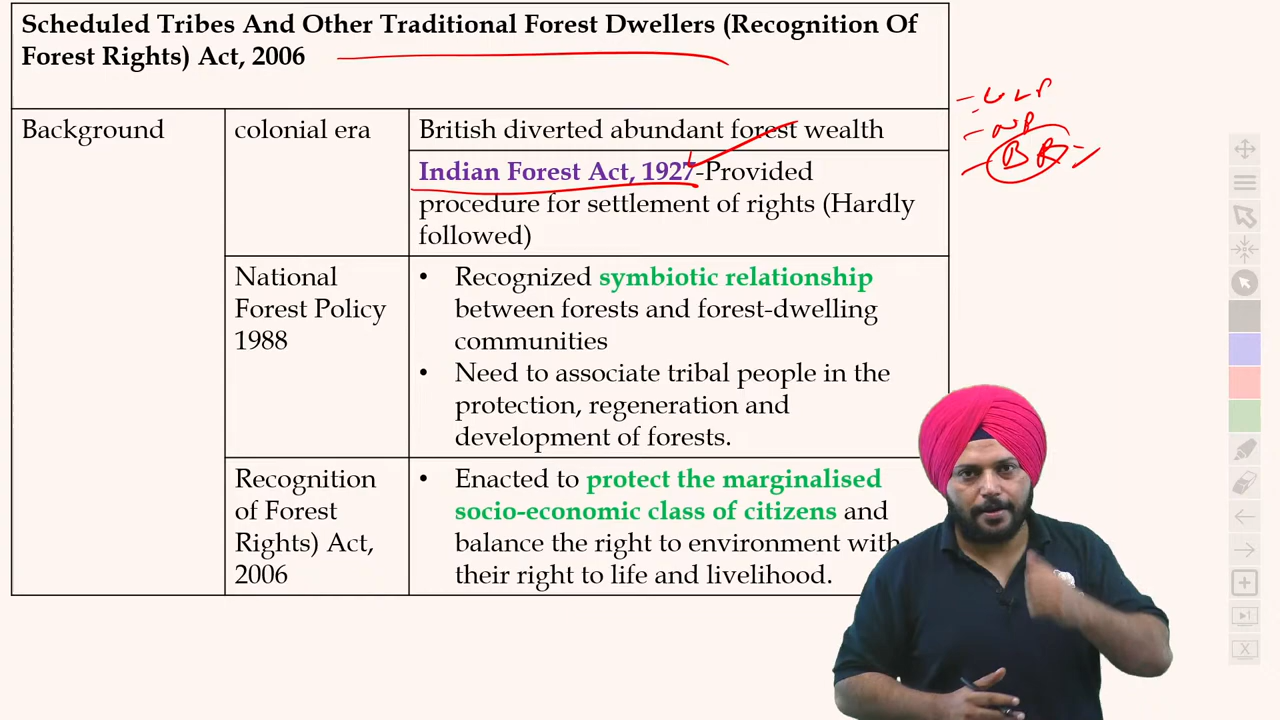 Scheduled Tribes And Other Traditional Forest Dwellers (Recognition Of
Forest Rights) Act, 2006
Background
colonial era
British diverted abundant forest wealth
Indian Forest Act, 1927-Provided
procedure for settlement of rights (Hardly
followed)
National
Forest Policy
1988
• Recognized symbiotic relationship
between forests and forest-dwelling
communities
• Need to associate tribal people in the
protection, regeneration and
development of forests.
Recognition
of Forest
Rights) Act,
2006
• Enacted to protect the marginalised
socio-economic class of citizens and
balance the right to environment with
their right to life and livelihood.
- NP
- BR